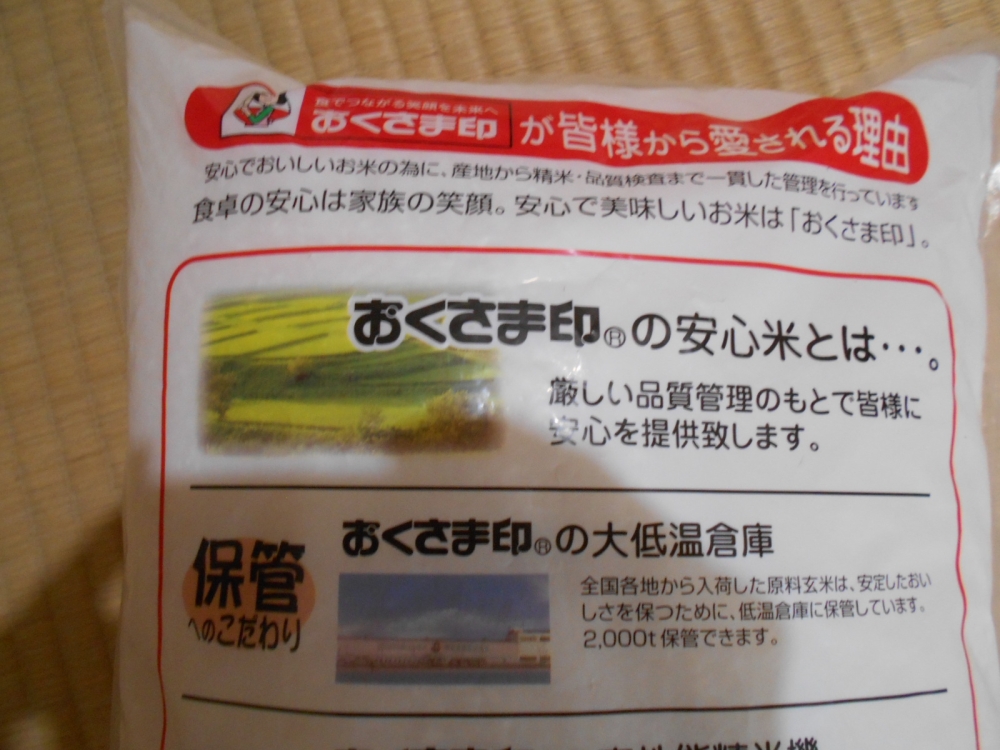 食でつながる笑顔を未来へ
おくさま印 が皆様から愛される理由
安心でおいしいお米の為に、産地から精米・品質検査まで一貫した管理を行っています
食卓の安心は家族の笑顔。安心で美味しいお米は「おくさま印」。
おくさま印®の安心米とは…。
厳しい品質管理のもとで皆様に
安心を提供致します。
保管
へのこだわり
おくさま印®の大低温倉庫
全国各地から入荷した原料玄米は、安定したおい
しさを保つために、低温倉庫に保管しています。
2,000t保管できます。